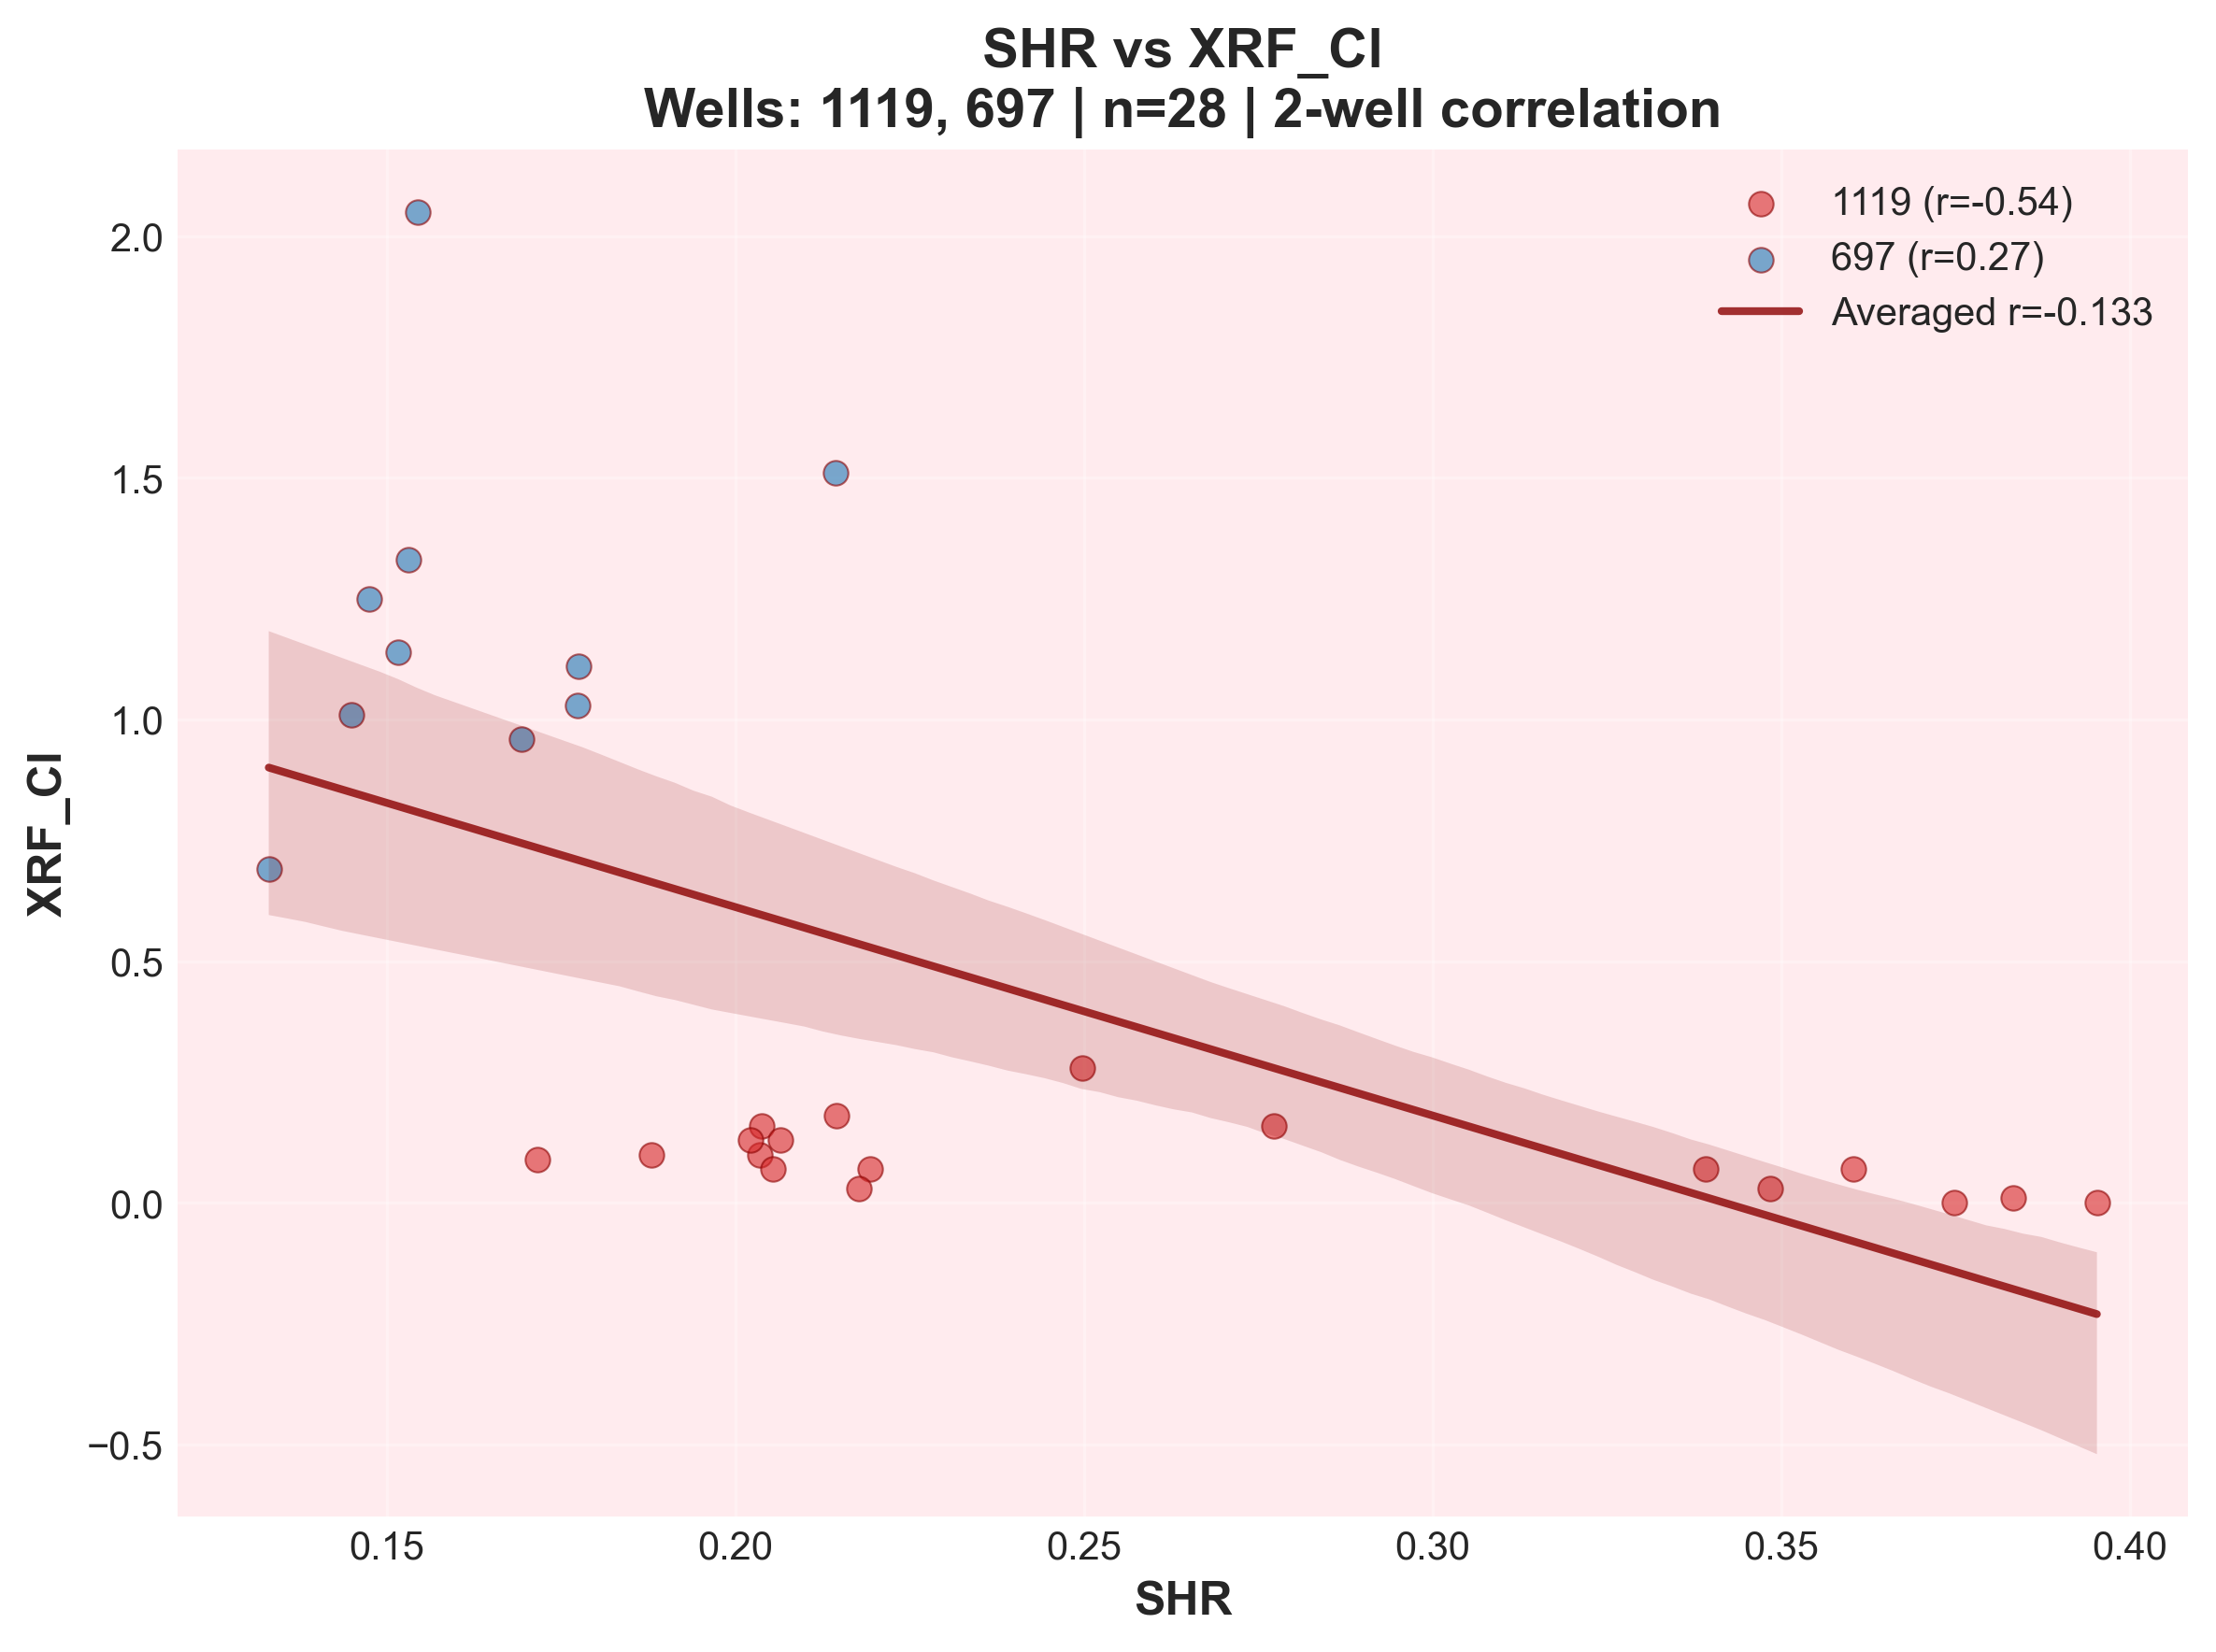 SHR vs XRF_Cl
Wells: 1119, 697 | n=28 | 2-well correlation
1119 (r=-0.54)
697 (r=0.27)
Averaged r=-0.133
XRF_Cl
2.0
1.5
1.0
0.5
0.0
−0.5
0.15
0.20
0.25
0.30
0.35
0.40
SHR